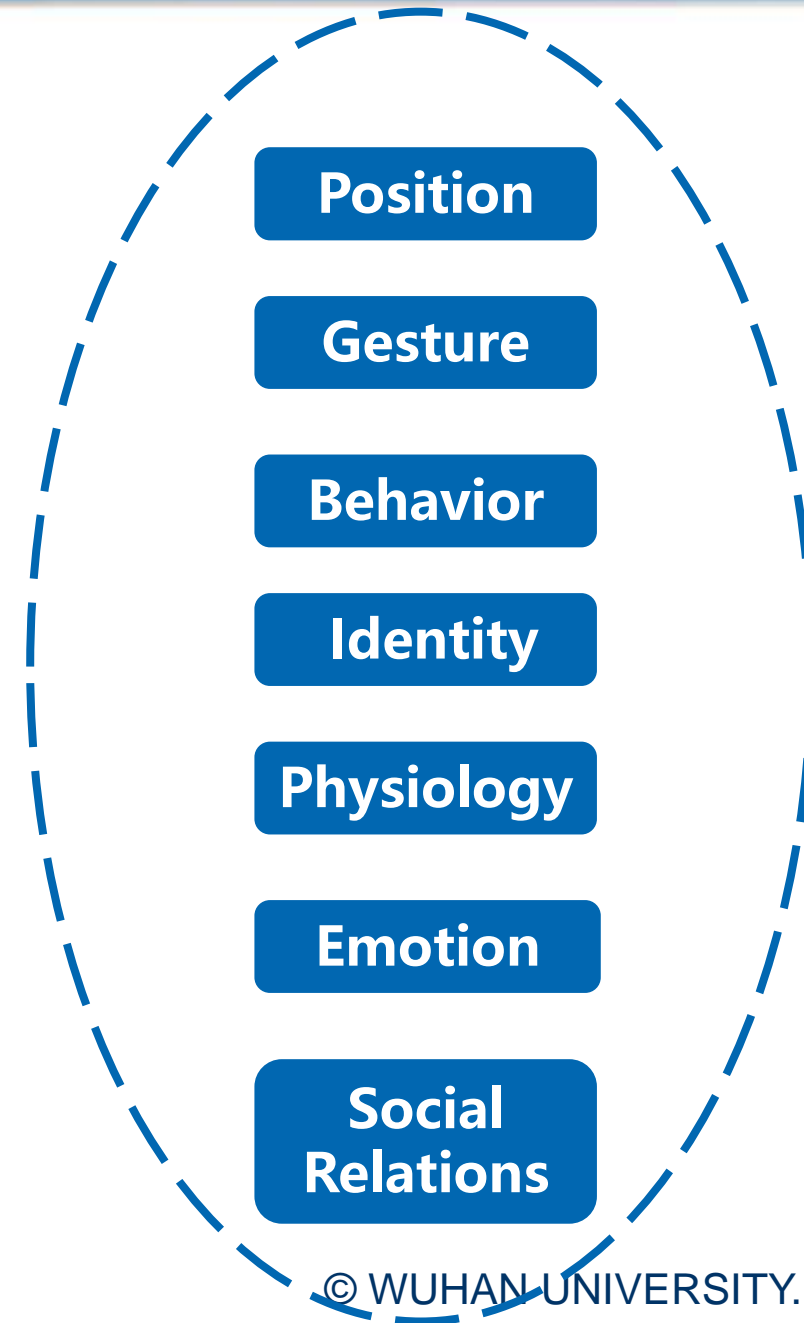 Position
Gesture
Behavior
Identity
Physiology
Emotion
Social
Relations
© WUHAN UNIVERSITY.